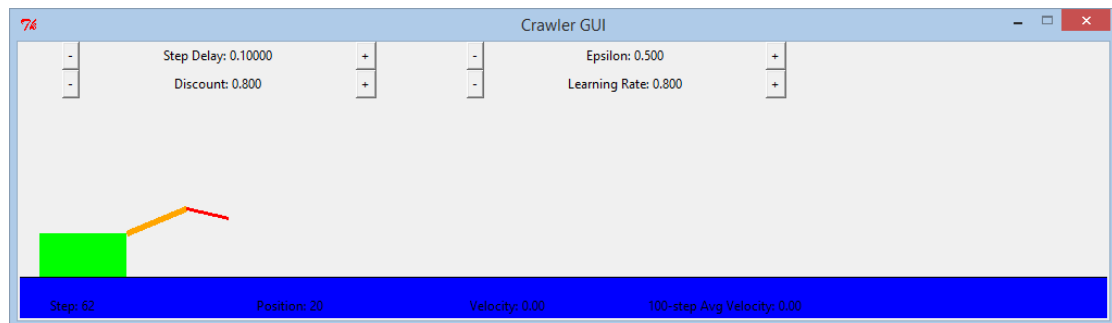 Crawler GUI
- Step Delay: 0.10000 + - Epsilon: 0.500 +
- Discount: 0.800 + - Learning Rate: 0.800 +
Step: 62 Position: 20 Velocity: 0.00 100-step Avg Velocity: 0.00